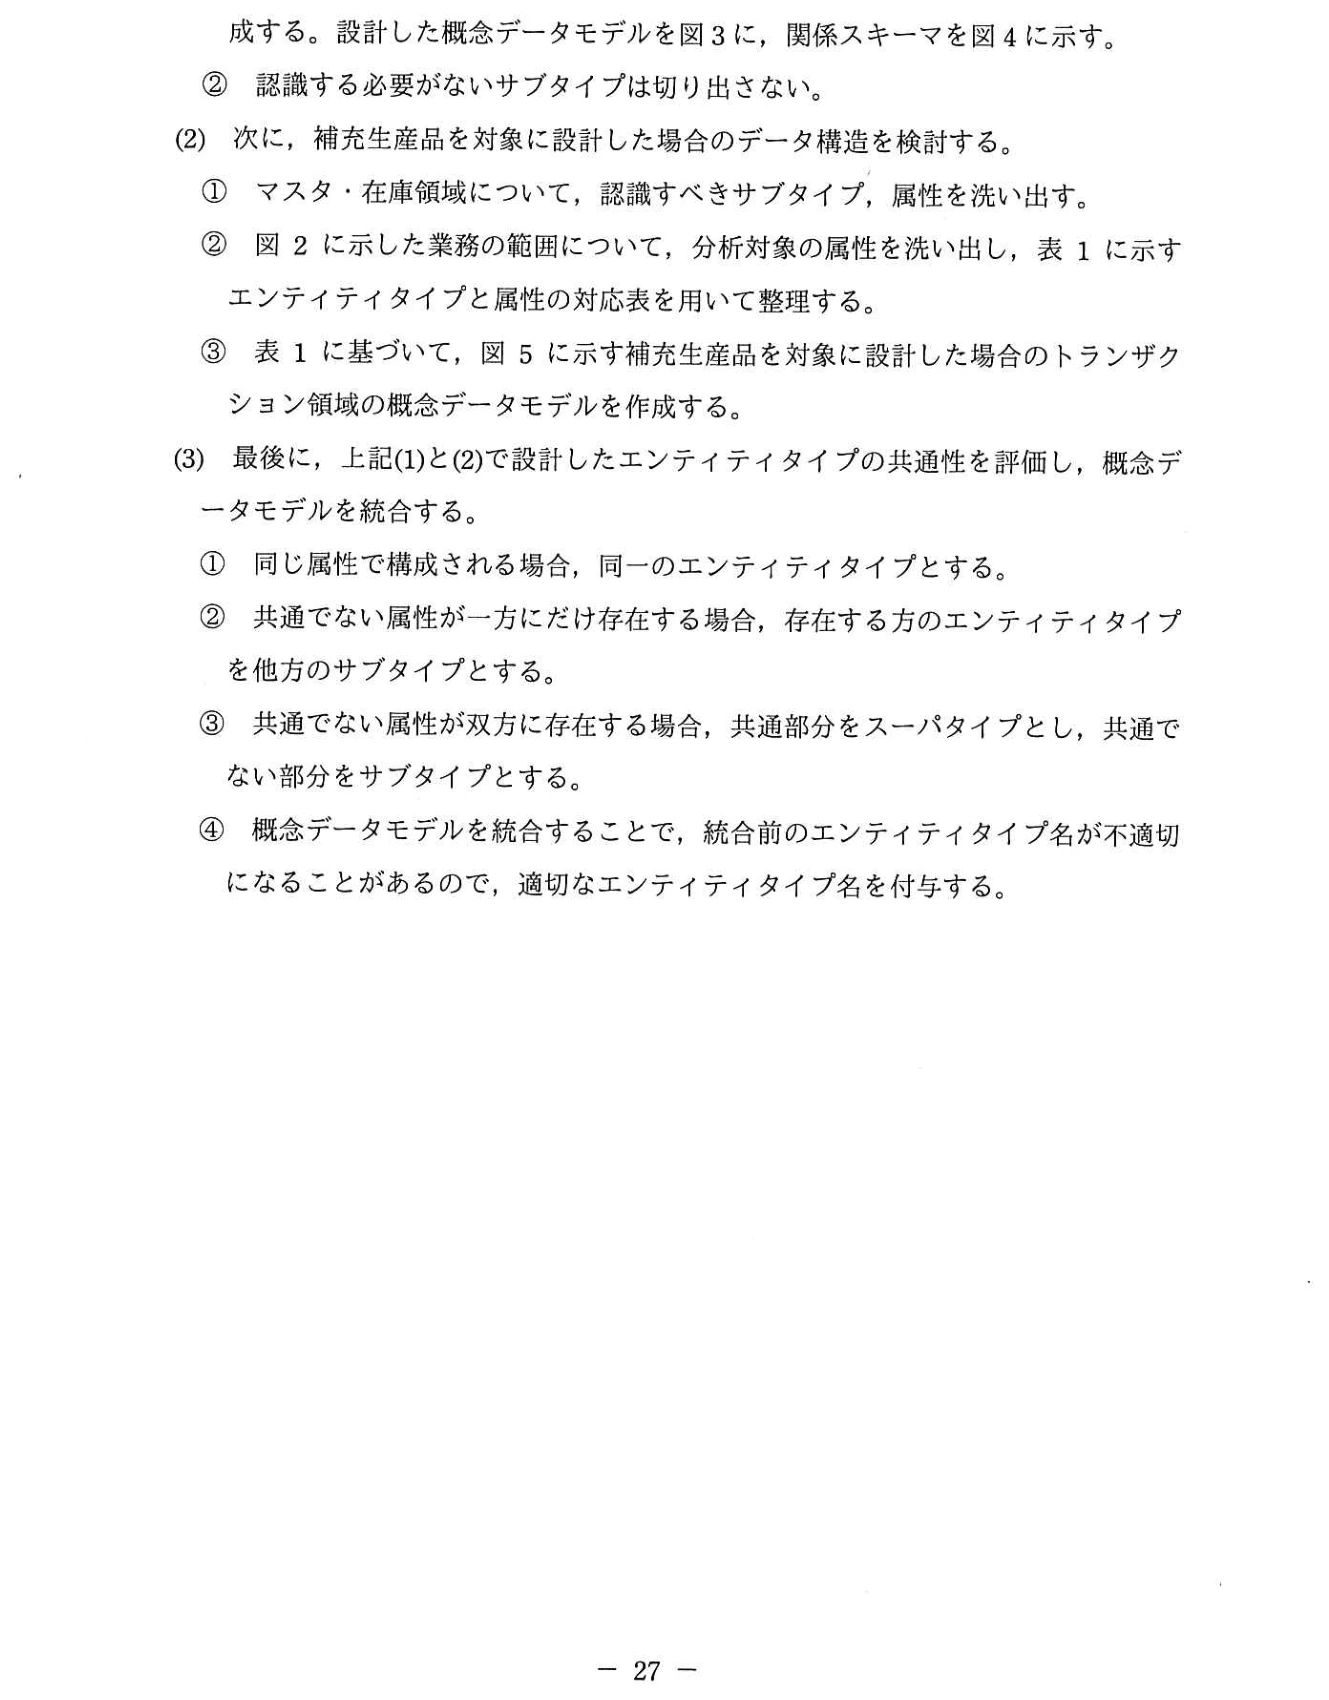 成する。設計した概念データモデルを図3に，関係スキーマを図4に示す。
② 認識する必要がないサブタイプは切り出さない。
(2) 次に，補充生産品を対象に設計した場合のデータ構造を検討する。
① マスタ・在庫領域について，認識すべきサブタイプ，属性を洗い出す。
② 図 2 に示した業務の範囲について，分析対象の属性を洗い出し，表 1 に示す
エンティティタイプと属性の対応表を用いて整理する。
③ 表 1 に基づいて，図 5 に示す補充生産品を対象に設計した場合のトランザク
ション領域の概念データモデルを作成する。
(3) 最後に，上記(1)と(2)で設計したエンティティタイプの共通性を評価し，概念デ
ータモデルを統合する。
① 同じ属性で構成される場合，同一のエンティティタイプとする。
② 共通でない属性が一方にだけ存在する場合，存在する方のエンティティタイプ
を他方のサブタイプとする。
③ 共通でない属性が双方に存在する場合，共通部分をスーパタイプとし，共通で
ない部分をサブタイプとする。
④ 概念データモデルを統合することで，統合前のエンティティタイプ名が不適切
になることがあるので，適切なエンティティタイプ名を付与する。
－ 27 －